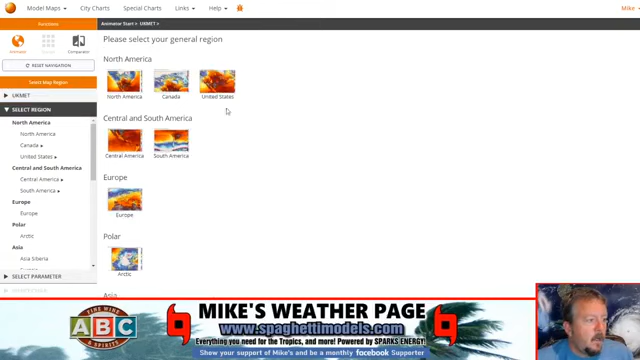 Model Maps City Charts Special Charts Links Help Mike
Functions Animator Start > UKMET >
Animate Comparator
RESET NAVIGATION
Select Map Region
UKMET
SELECT REGION
North America
North America
Canada
United States
Central and South America
Central America
South America
Europe
Europe
Polar
Arctic
Asia
Asia Siberia
SELECT PARAMETER
Please select your general region
North America
North America Canada United States
Central and South America
Central America South America
Europe
Europe
Polar
Arctic
Asia
FINE WINE
ABC
& SPIRITS
MIKE'S WEATHER PAGE
www.spaghettimodels.com
Everything you need for the Tropics, and more! Powered by SPARKS ENERGY!
Show your support of Mike's and be a monthly facebook Supporter